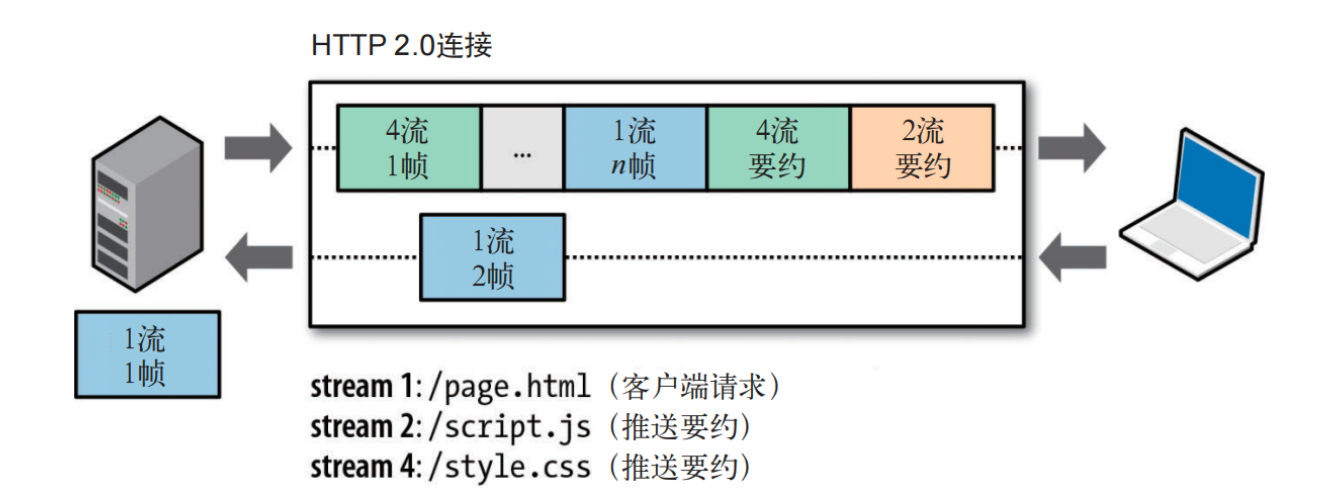 HTTP 2.0连接
4流
1帧
...
1流
n帧
4流
要约
2流
要约
1流
2帧
1流
1帧
stream 1: /page.html（客户端请求）
stream 2: /script.js（推送要约）
stream 4: /style.css（推送要约）